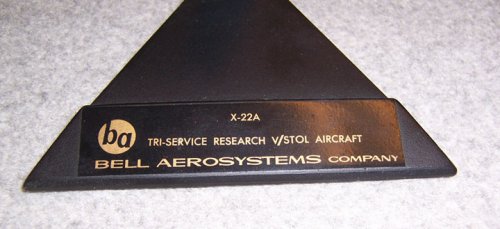 X-22A
ba
TRI-SERVICE RESEARCH V/STOL AIRCRAFT
BELL AEROSYSTEMS COMPANY